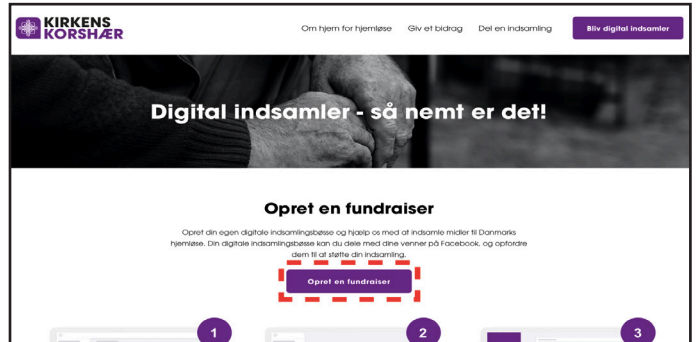 KIRKENS
KORSHÆR
Om hjem for hjemløse Giv et bidrag Del en indsamling Bliv digital indsamler
Digital indsamler - så nemt er det!
Opret en fundraiser
Opret din egen digitale indsamlingsbøsse og hjælp os med at indsamle midler til Danmarks
hjemløse. Din digitale indsamlingsbøsse kan du dele med dine venner på Facebook, og opfordre
dem til at støtte din indsamling.
Opret en fundraiser
1 2 3